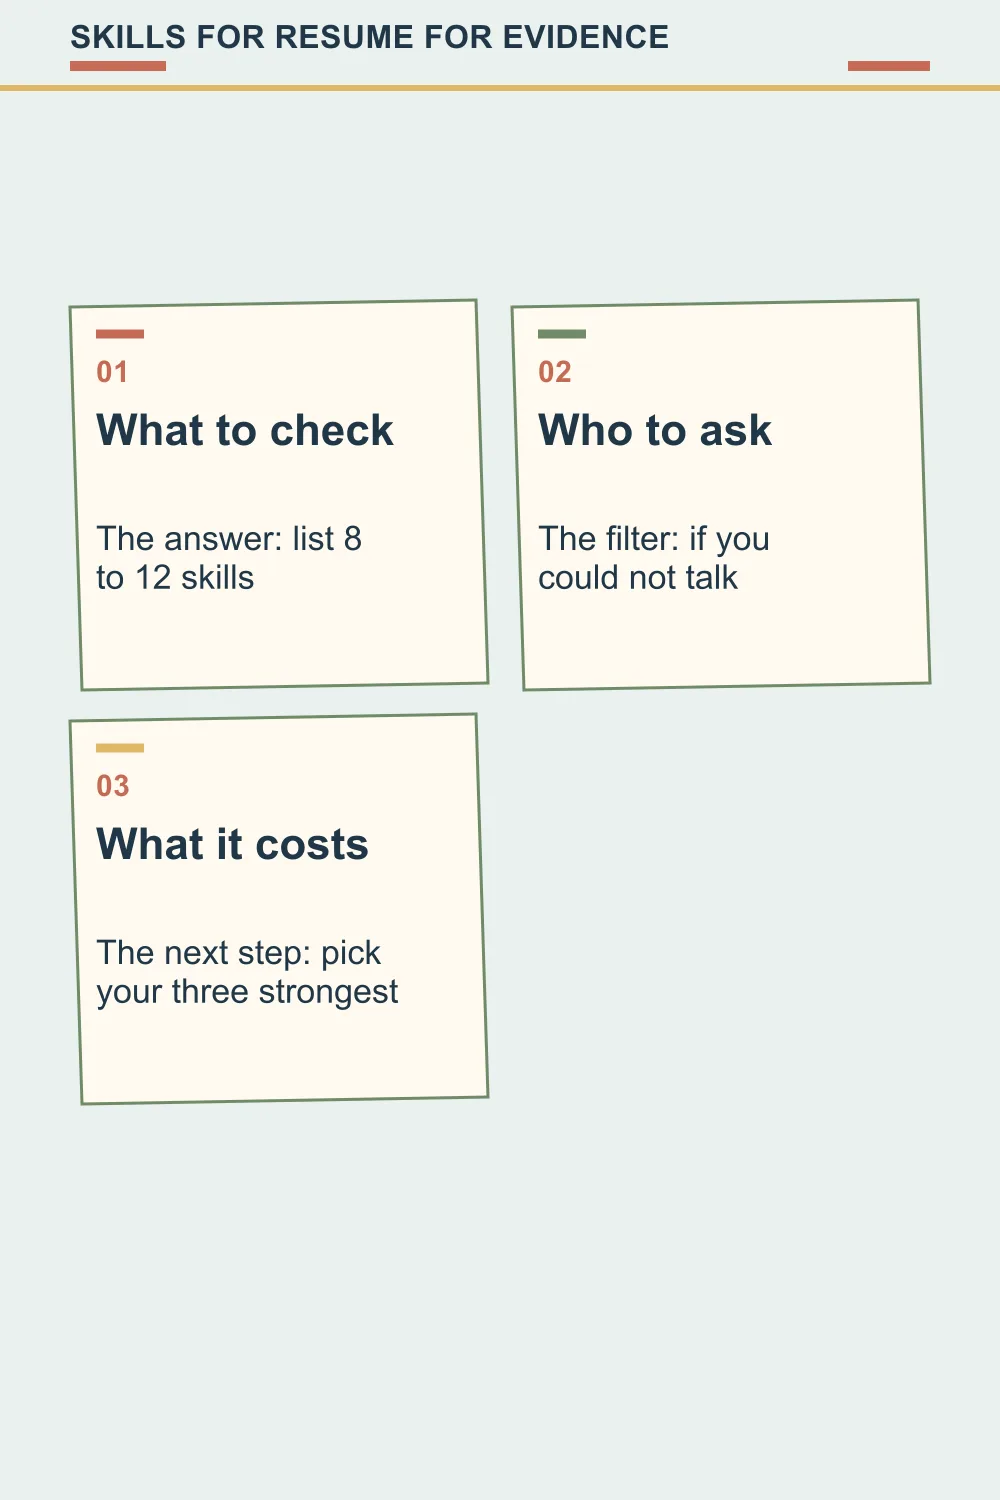 SKILLS FOR RESUME FOR EVIDENCE
01
What to check
The answer: list 8
to 12 skills
02
Who to ask
The filter: if you
could not talk
03
What it costs
The next step: pick
your three strongest